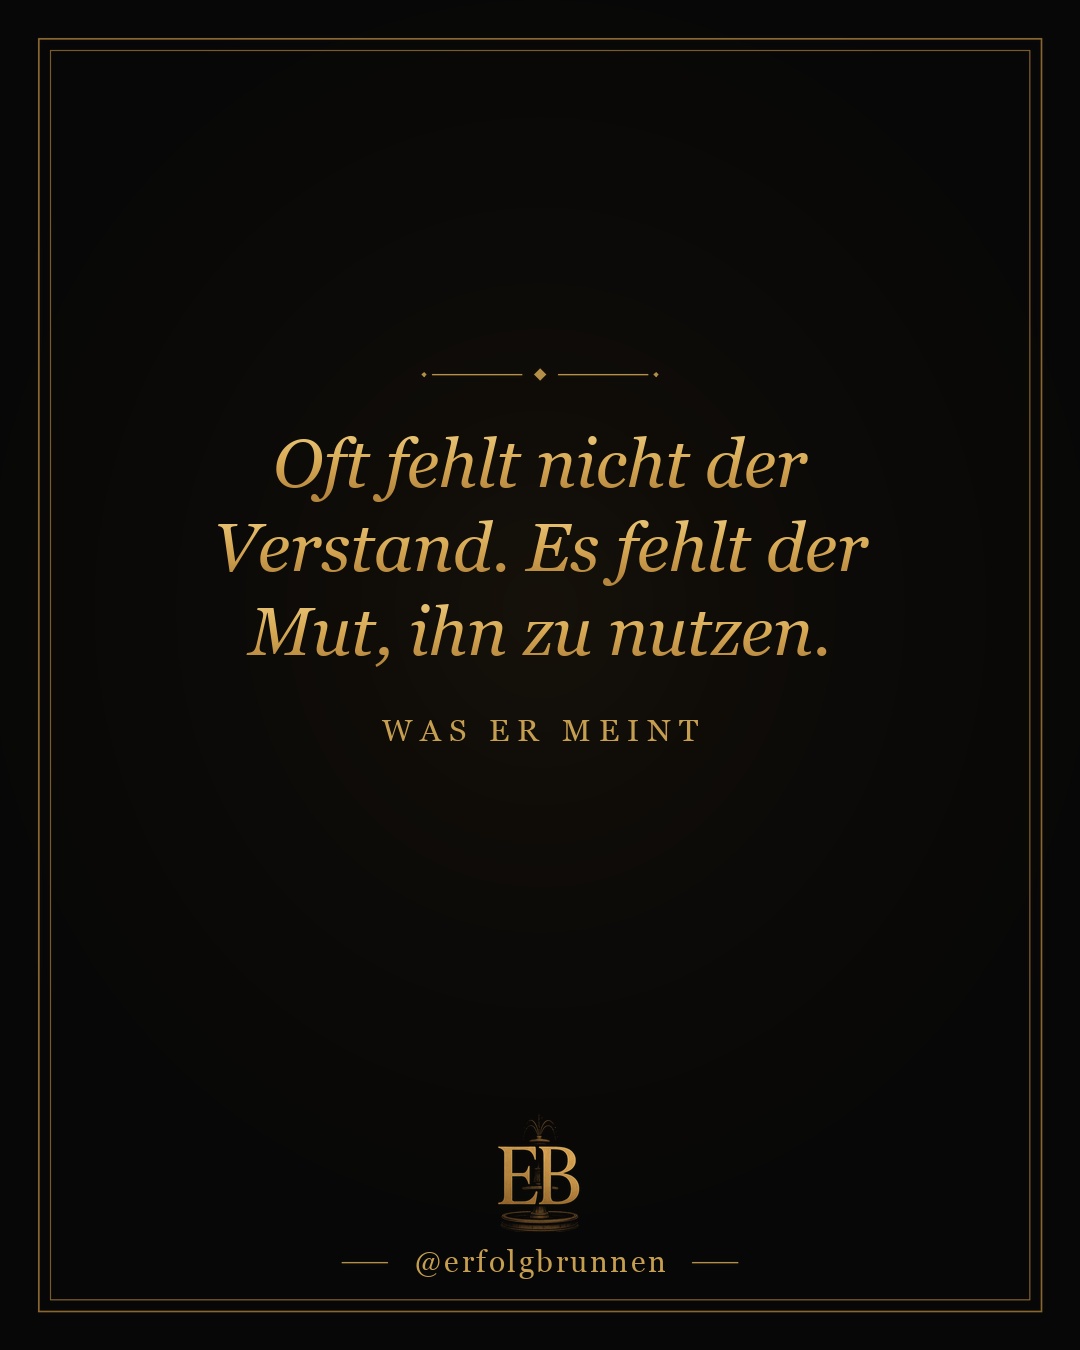 Oft fehlt nicht der
Verstand. Es fehlt der
Mut, ihn zu nutzen.
WAS ER MEINT
EB
@erfolgbrunnen